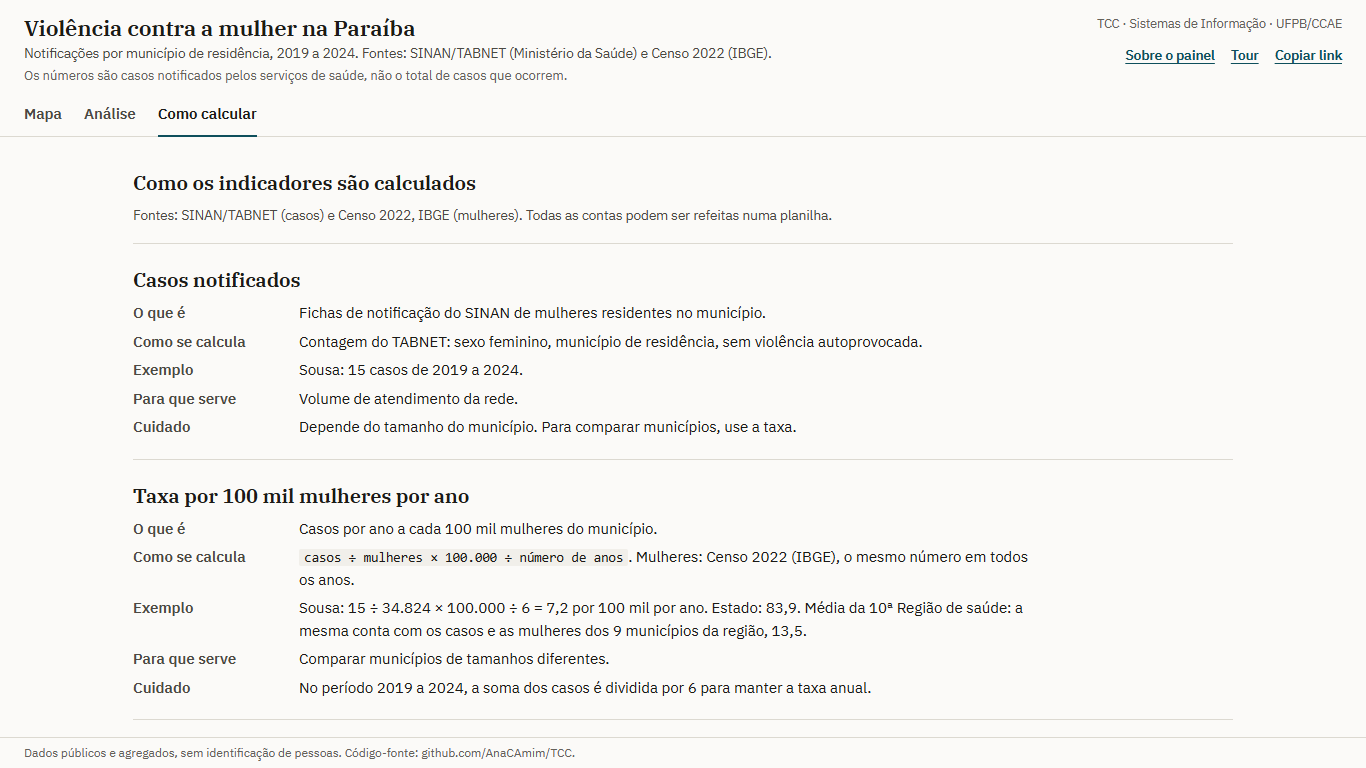 Violência contra a mulher na Paraíba
TCC · Sistemas de Informação · UFPB/CCAE
Notificações por município de residência, 2019 a 2024. Fontes: SINAN/TABNET (Ministério da Saúde) e Censo 2022 (IBGE).
Sobre o painel Tour Copiar link
Os números são casos notificados pelos serviços de saúde, não o total de casos que ocorrem.
Mapa Análise Como calcular
Como os indicadores são calculados
Fontes: SINAN/TABNET (casos) e Censo 2022, IBGE (mulheres). Todas as contas podem ser refeitas numa planilha.
Casos notificados
O que é Fichas de notificação do SINAN de mulheres residentes no município.
Como se calcula Contagem do TABNET: sexo feminino, município de residência, sem violência autoprovocada.
Exemplo Sousa: 15 casos de 2019 a 2024.
Para que serve Volume de atendimento da rede.
Cuidado Depende do tamanho do município. Para comparar municípios, use a taxa.
Taxa por 100 mil mulheres por ano
O que é Casos por ano a cada 100 mil mulheres do município.
Como se calcula casos ÷ mulheres × 100.000 ÷ número de anos . Mulheres: Censo 2022 (IBGE), o mesmo número em todos
os anos.
Exemplo Sousa: 15 ÷ 34.824 × 100.000 ÷ 6 = 7,2 por 100 mil por ano. Estado: 83,9. Média da 10ª Região de saúde: a
mesma conta com os casos e as mulheres dos 9 municípios da região, 13,5.
Para que serve Comparar municípios de tamanhos diferentes.
Cuidado No período 2019 a 2024, a soma dos casos é dividida por 6 para manter a taxa anual.
Dados públicos e agregados, sem identificação de pessoas. Código-fonte: github.com/AnaCAmim/TCC.